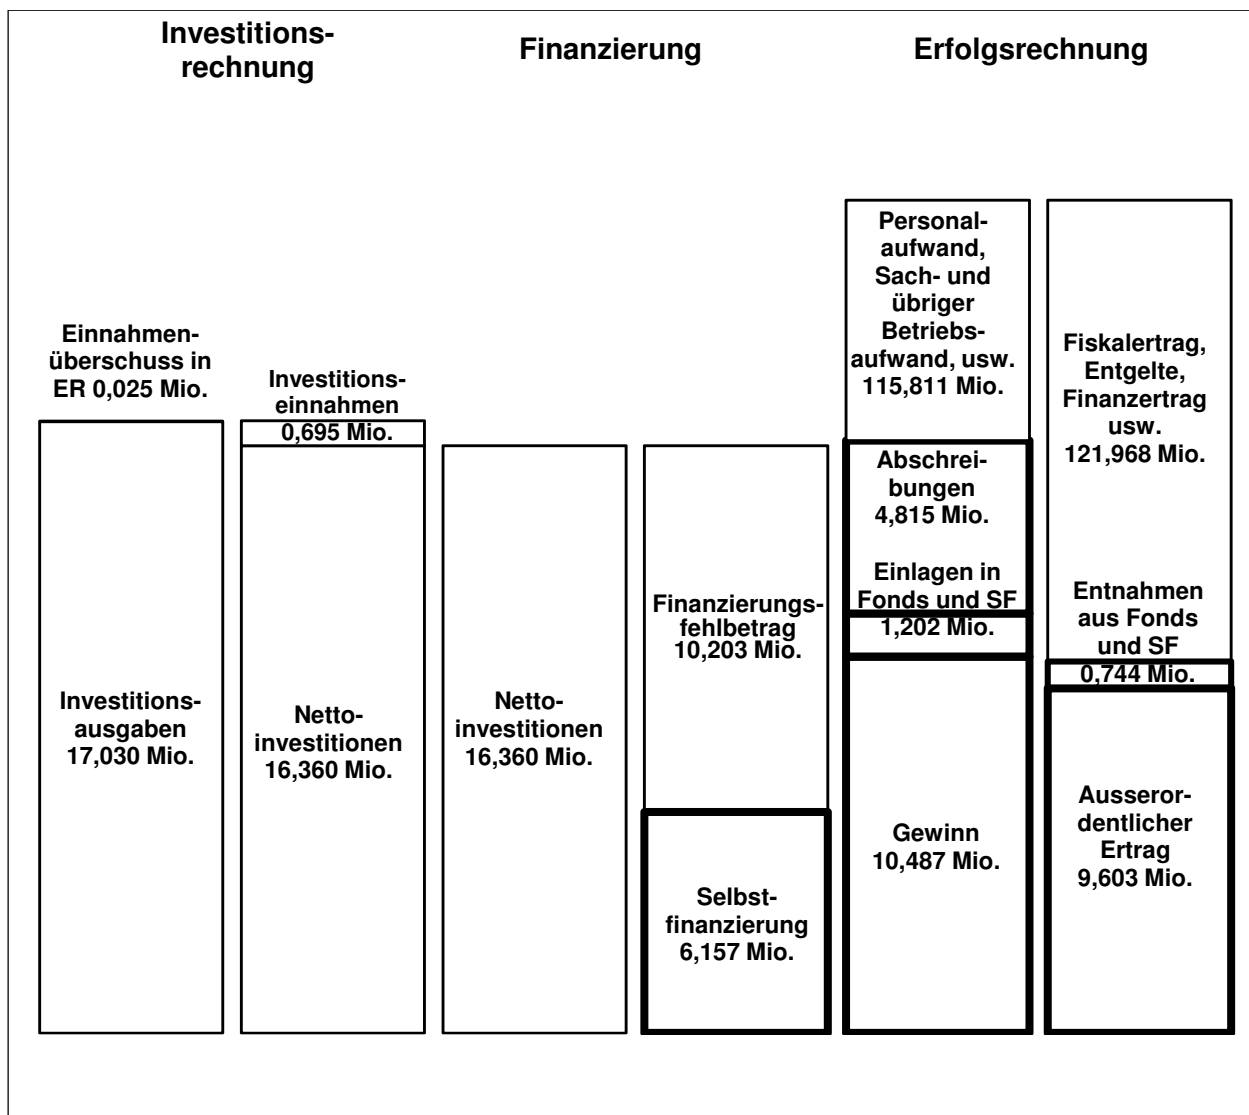 Investitions-
rechnung
Finanzierung
Erfolgsrechnung
Einnahmen-
überschuss in
ER 0,025 Mio.
Investitions-
ausgaben
17,030 Mio.
Investitions-
einnahmen
0,695 Mio.
Netto-
investitionen
16,360 Mio.
Netto-
investitionen
16,360 Mio.
Finanzierungs-
fehlbetrag
10,203 Mio.
Selbst-
finanzierung
6,157 Mio.
Personal-
aufwand,
Sach- und
übriger
Betriebs-
aufwand, usw.
115,811 Mio.
Abschrei-
bungen
4,815 Mio.
Einlagen in
Fonds und SF
1,202 Mio.
Gewinn
10,487 Mio.
Fiskalertrag,
Entgelte,
Finanzertrag
usw.
121,968 Mio.
Entnahmen
aus Fonds
und SF
0,744 Mio.
Ausseror-
dentlicher
Ertrag
9,603 Mio.